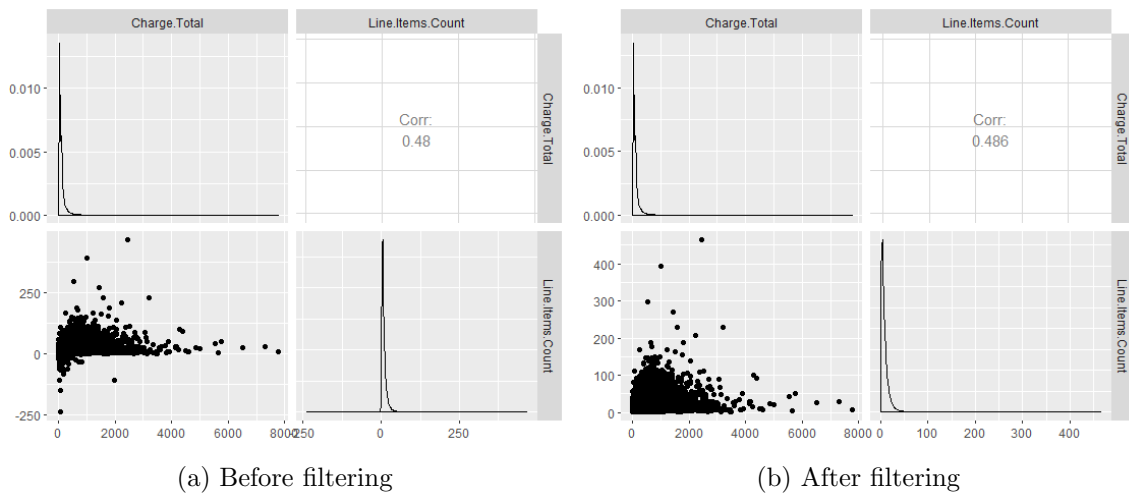 Charge.Total
Line.Items.Count
Charge.Total
Line.Items.Count
0.010
0.005
0.000
Corr:
0.48
Charge.Total
0.010
0.005
0.000
Corr:
0.486
Charge.Total
250
0
-250
Line.Items.Count
400
300
200
100
0
Line.Items.Count
0
2000
4000
6000
8000
-250
0
250
0
2000
4000
6000
8000
0
100
200
300
400
(a) Before filtering
(b) After filtering